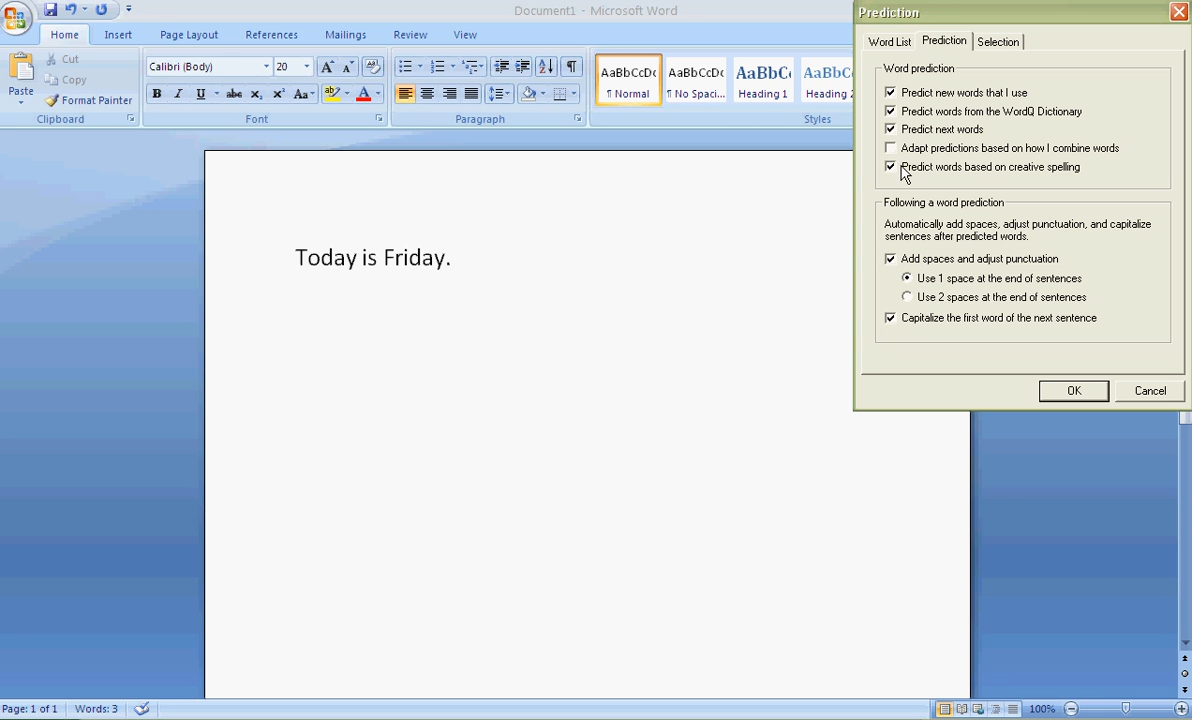 Document1 - Microsoft Word
Home Insert Page Layout References Mailings Review View
Paste
Cut
Copy
Format Painter
Clipboard
Calibri (Body) 20
Font
Paragraph
AaBbCcDc AaBbCcDc AaBbC AaBbCc
¶ Normal ¶ No Spaci... Heading 1 Heading 2
Styles
Today is Friday.
Page: 1 of 1 Words: 3
100%
Prediction
Word List Prediction Selection
Word prediction
Predict new words that I use
Predict words from the WordQ Dictionary
Predict next words
Adapt predictions based on how I combine words
Predict words based on creative spelling
Following a word prediction
Automatically add spaces, adjust punctuation, and capitalize
sentences after predicted words.
Add spaces and adjust punctuation
Use 1 space at the end of sentences
Use 2 spaces at the end of sentences
Capitalize the first word of the next sentence
OK Cancel